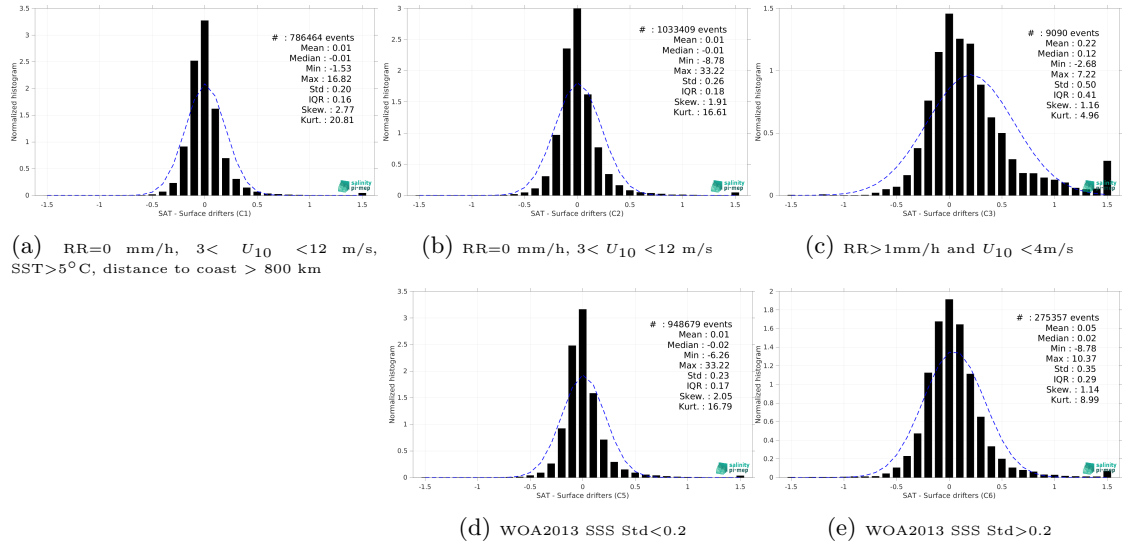 3.5
3
2.5
2
1.5
1
0.5
0
Normalized histogram
# : 786464 events
Mean : 0.01
Median : -0.01
Min : -1.53
Max : 16.82
Std : 0.20
IQR : 0.16
Skew. : 2.77
Kurt. : 20.81
salinity
pi-mep
-1.5 -1 -0.5 0 0.5 1 1.5
SAT - Surface drifters (C1)
(a) RR=0 mm/h, 3< U10 <12 m/s,
SST>5°C, distance to coast > 800 km
3
2.5
2
1.5
1
0.5
0
Normalized histogram
# : 1033409 events
Mean : 0.01
Median : -0.01
Min : -8.78
Max : 33.22
Std : 0.26
IQR : 0.18
Skew. : 1.91
Kurt. : 16.61
salinity
pi-mep
-1.5 -1 -0.5 0 0.5 1 1.5
SAT - Surface drifters (C2)
(b) RR=0 mm/h, 3< U10 <12 m/s
1.5
1
0.5
0
Normalized histogram
# : 9090 events
Mean : 0.22
Median : 0.12
Min : -2.68
Max : 7.22
Std : 0.50
IQR : 0.41
Skew. : 1.16
Kurt. : 4.96
salinity
pi-mep
-1.5 -1 -0.5 0 0.5 1 1.5
SAT - Surface drifters (C3)
(c) RR>1mm/h and U10 <4m/s
3.5
3
2.5
2
1.5
1
0.5
0
Normalized histogram
# : 948679 events
Mean : 0.01
Median : -0.02
Min : -6.26
Max : 33.22
Std : 0.23
IQR : 0.17
Skew. : 2.05
Kurt. : 16.79
salinity
pi-mep
-1.5 -1 -0.5 0 0.5 1 1.5
SAT - Surface drifters (C5)
(d) WOA2013 SSS Std<0.2
2
1.8
1.6
1.4
1.2
1
0.8
0.6
0.4
0.2
0
Normalized histogram
# : 275357 events
Mean : 0.05
Median : 0.02
Min : -8.78
Max : 10.37
Std : 0.35
IQR : 0.29
Skew. : 1.14
Kurt. : 8.99
salinity
pi-mep
-1.5 -1 -0.5 0 0.5 1 1.5
SAT - Surface drifters (C6)
(e) WOA2013 SSS Std>0.2